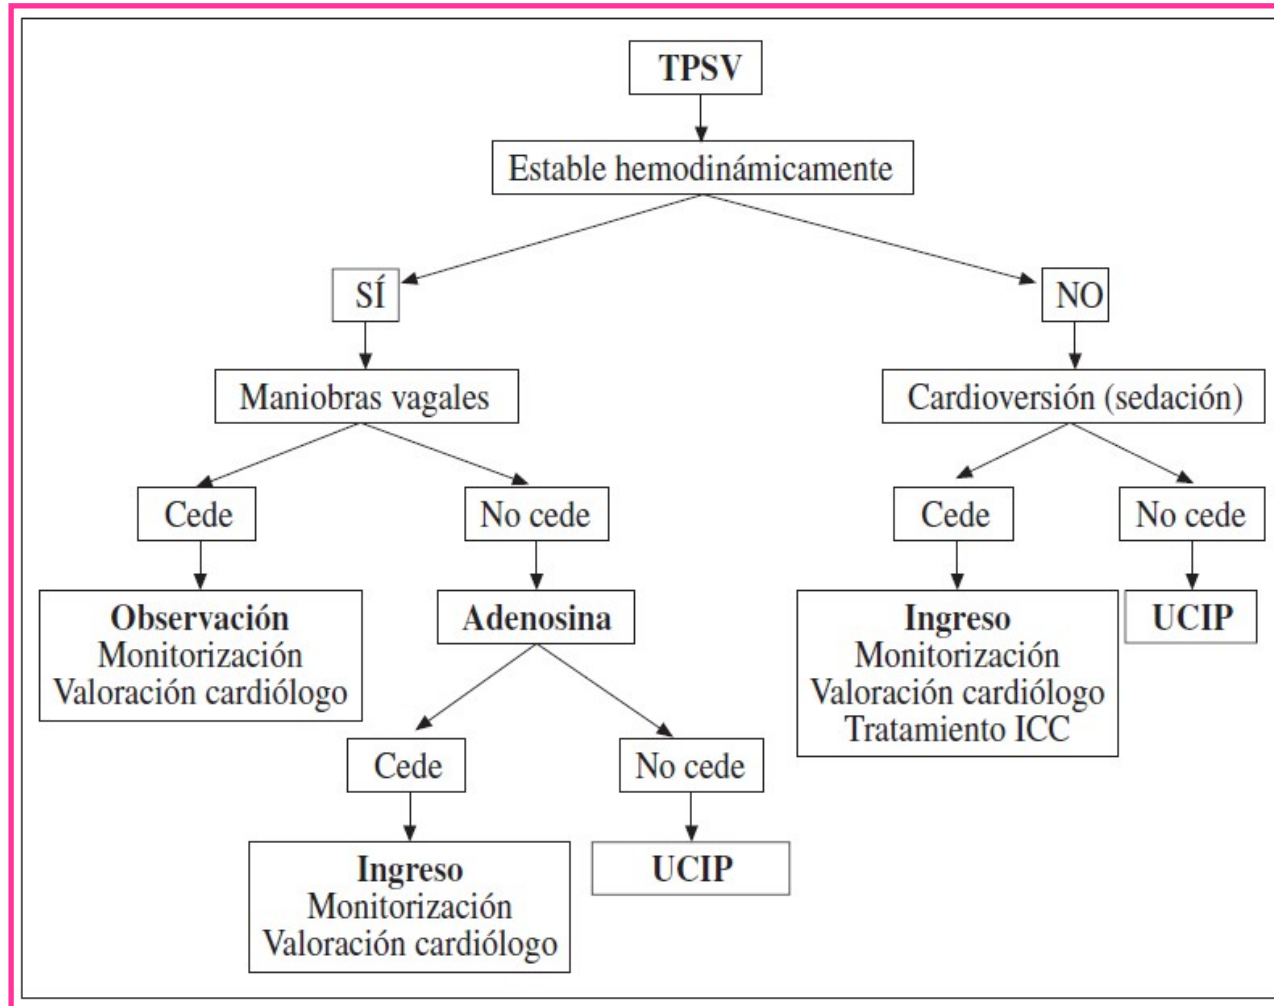 TPSV
Estable hemodinámicamente
SÍ
NO
Maniobras vagales
Cardioversión (sedación)
Cede
No cede
Cede
No cede
Observación
Monitorización
Valoración cardiólogo
Adenosina
Ingreso
Monitorización
Valoración cardiólogo
Tratamiento ICC
UCIP
Cede
No cede
Ingreso
Monitorización
Valoración cardiólogo
UCIP